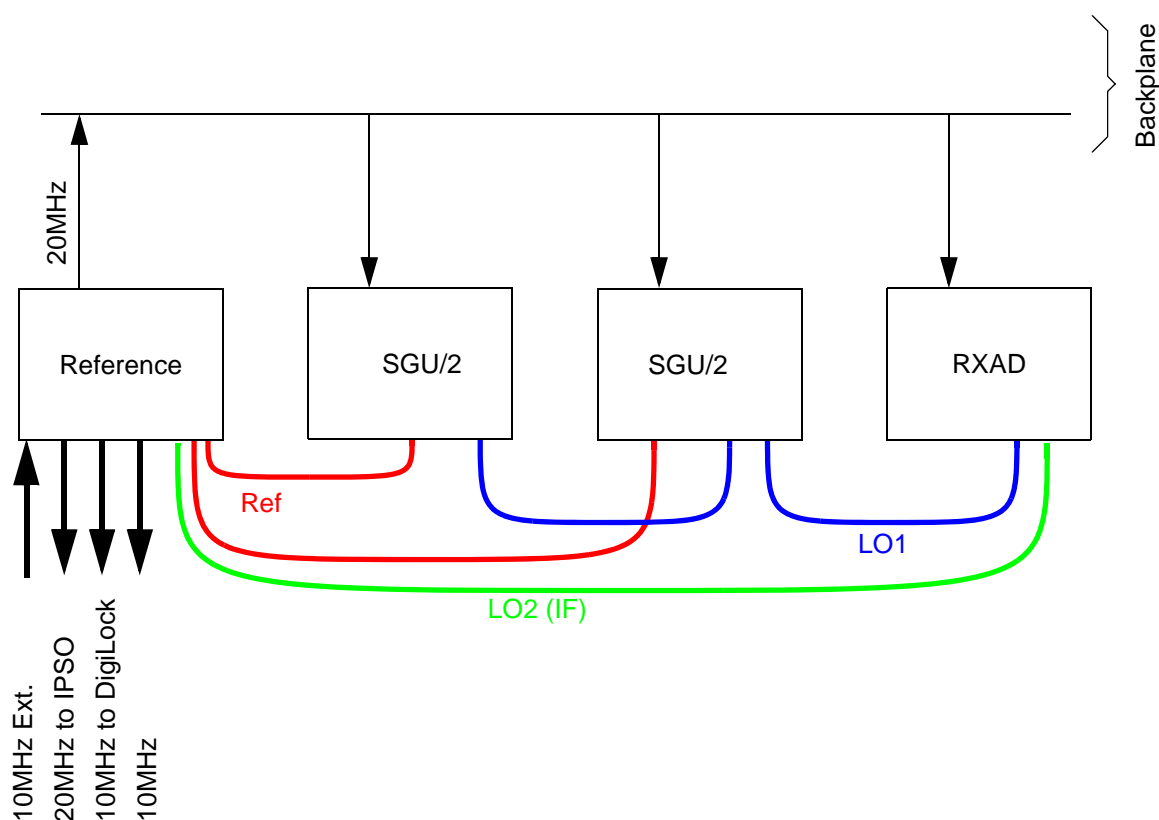 Backplane
20MHz
Reference
SGU/2
SGU/2
RXAD
Ref
LO1
LO2 (IF)
10MHz Ext.
20MHz to IPSO
10MHz to DigiLock
10MHz